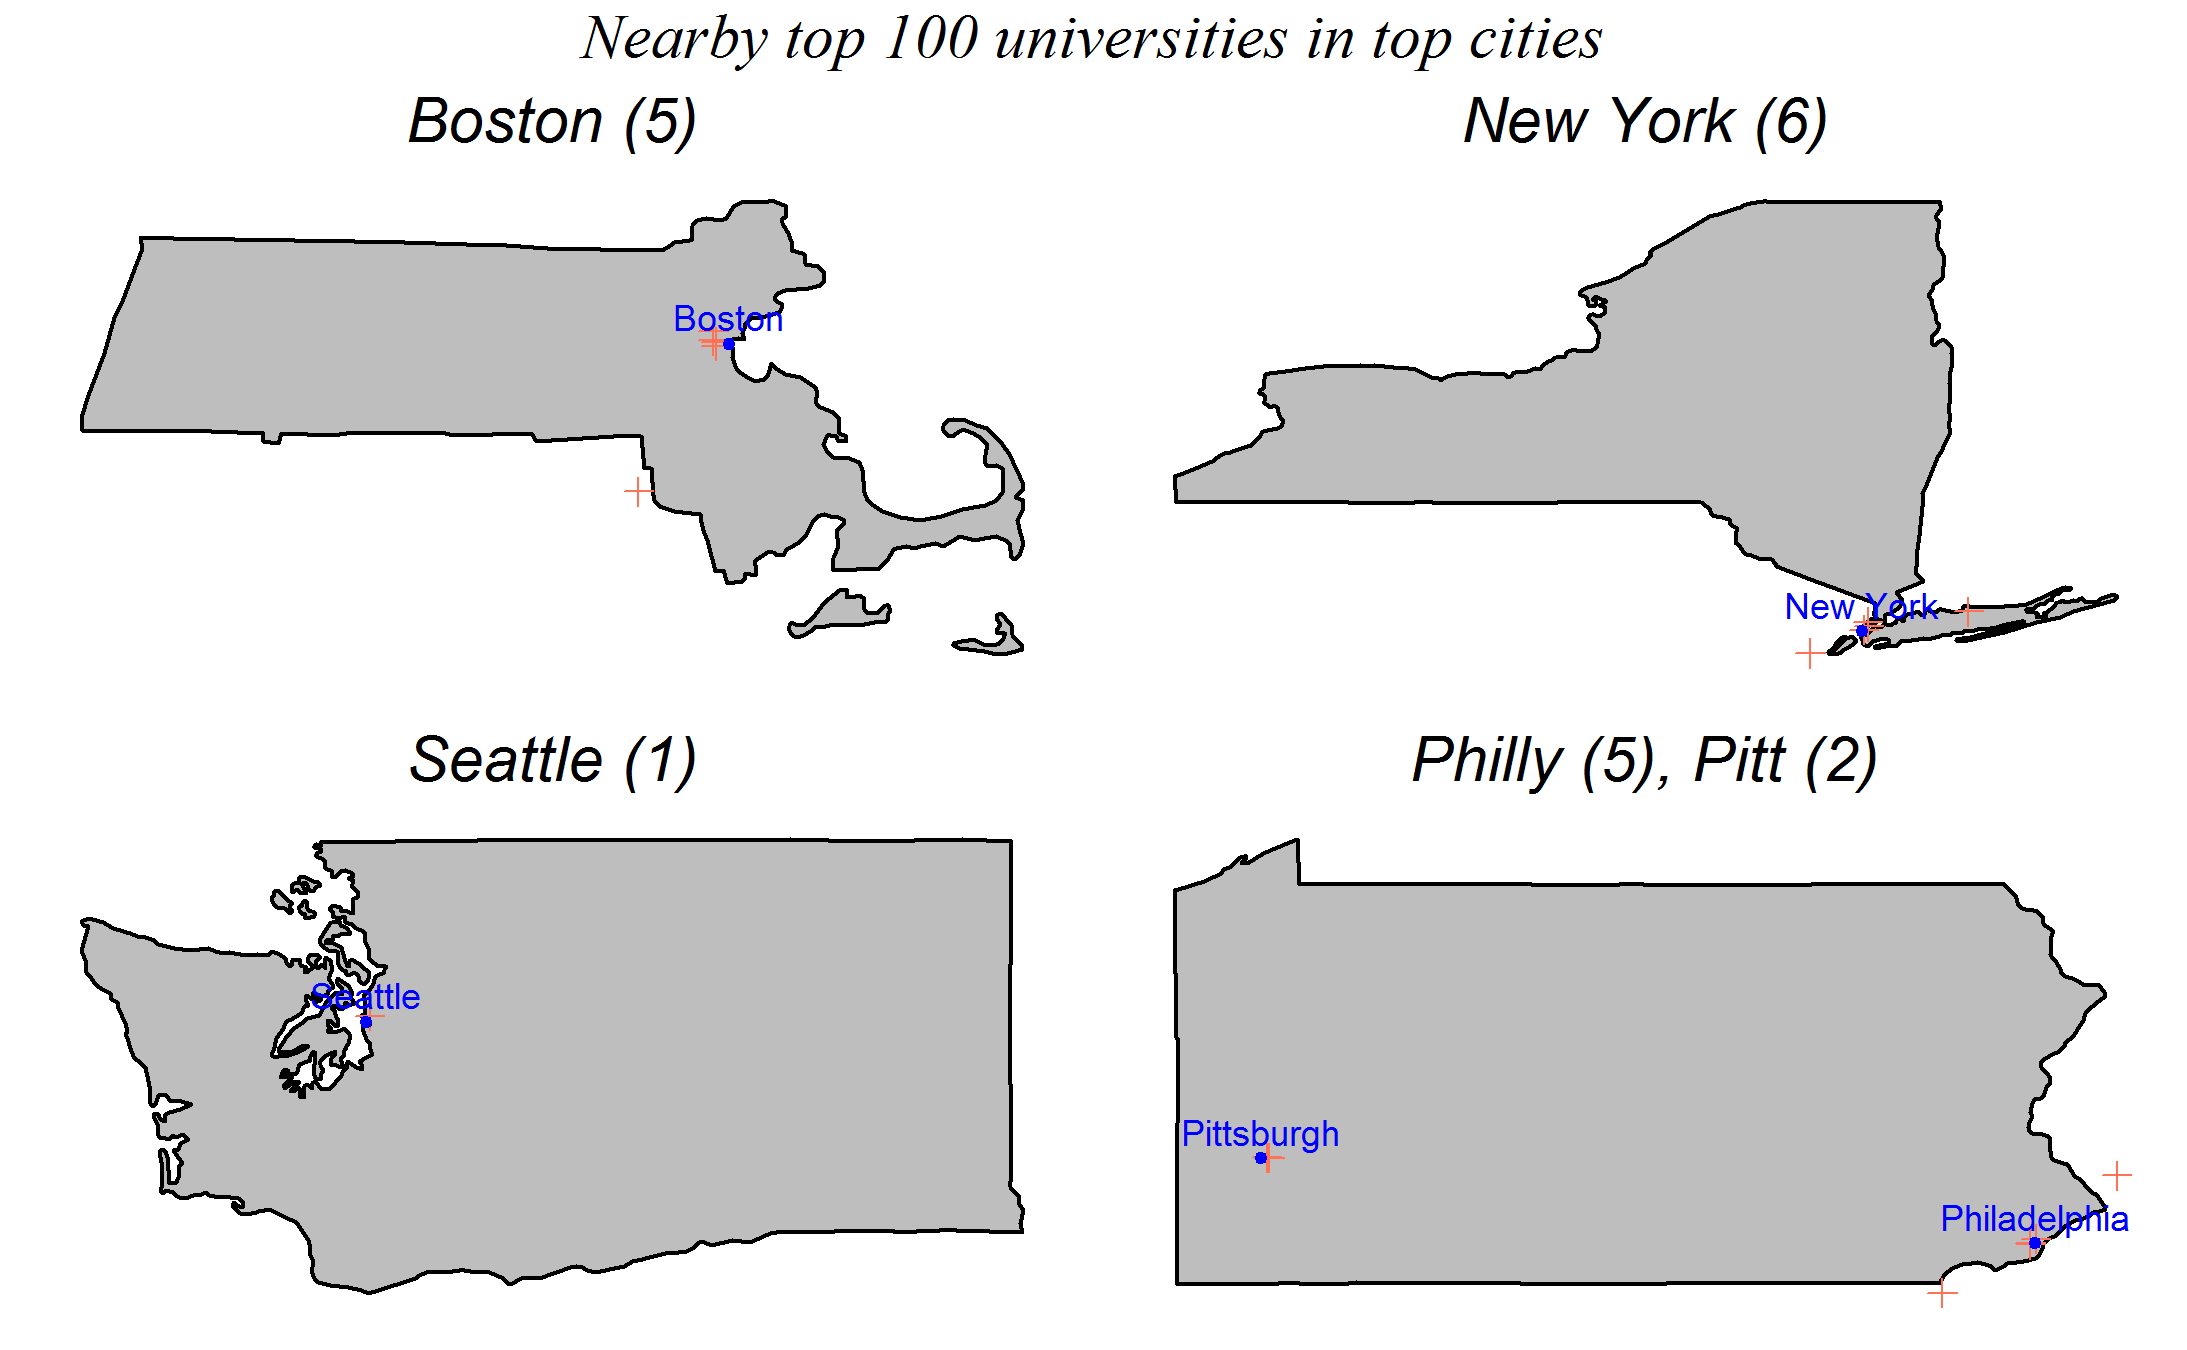 Nearby top 100 universities in top cities
Boston (5)
New York (6)
Boston
New York
Seattle (1)
Philly (5), Pitt (2)
Seattle
Pittsburgh
Philadelphia